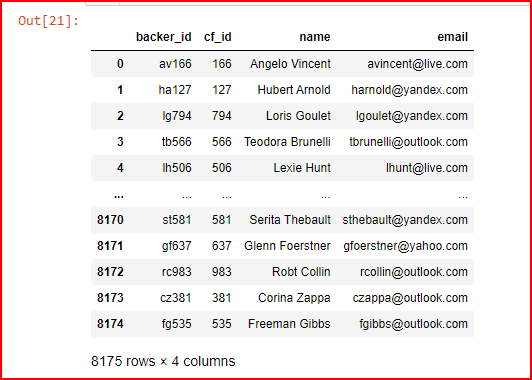 Out[21]:
backer_id cf_id name email
0 av166 166 Angelo Vincent avincent@live.com
1 ha127 127 Hubert Arnold harnold@yandex.com
2 lg794 794 Loris Goulet lgoulet@yandex.com
3 tb566 566 Teodora Brunelli tbrunelli@outlook.com
4 lh506 506 Lexie Hunt lhunt@live.com
... ... ... ... ...
8170 st581 581 Serita Thebault sthebault@yandex.com
8171 gf637 637 Glenn Foerstner gfoerstner@yahoo.com
8172 rc983 983 Robt Collin rcollin@outlook.com
8173 cz381 381 Corina Zappa czappa@outlook.com
8174 fg535 535 Freeman Gibbs fgibbs@outlook.com
8175 rows × 4 columns